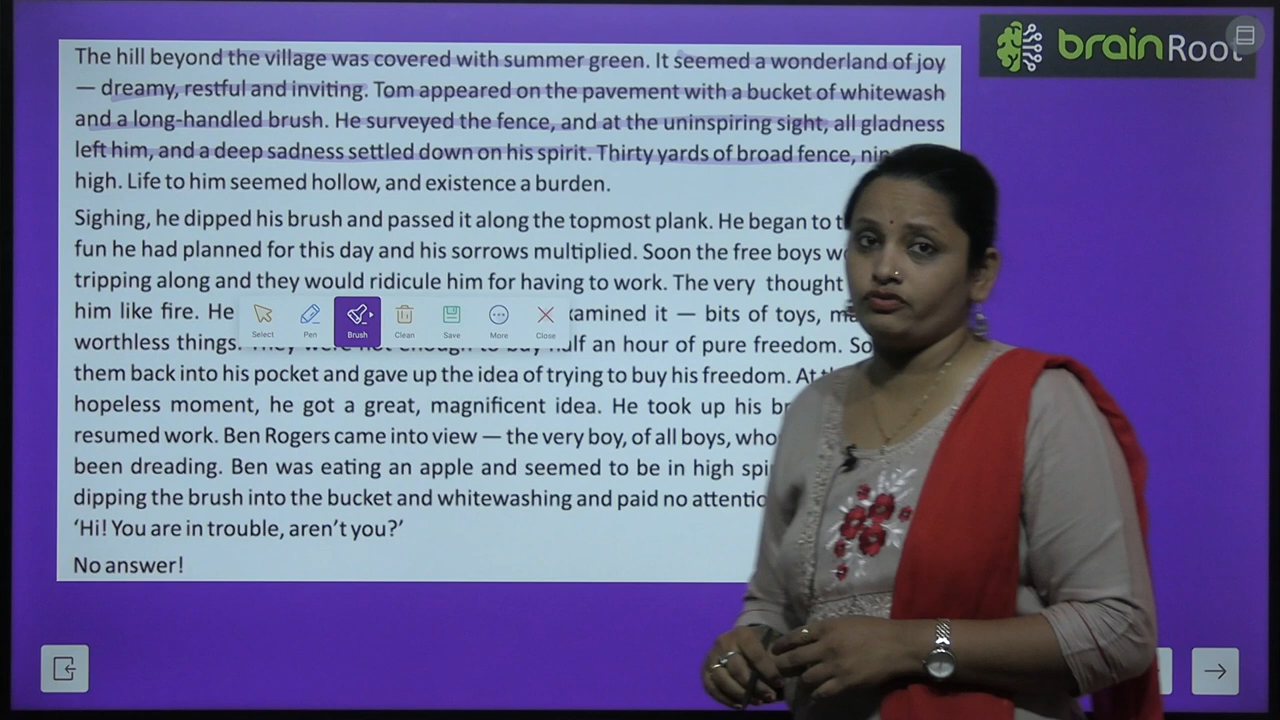 brainRoot
The hill beyond the village was covered with summer green. It seemed a wonderland of joy
— dreamy, restful and inviting. Tom appeared on the pavement with a bucket of whitewash
and a long-handled brush. He surveyed the fence, and at the uninspiring sight, all gladness
left him, and a deep sadness settled down on his spirit. Thirty yards of broad fence,
high. Life to him seemed hollow, and existence a burden.
Sighing, he dipped his brush and passed it along the topmost plank. He began to
fun he had planned for this day and his sorrows multiplied. Soon the free boys
tripping along and they would ridicule him for having to work. The very thought
him like fire. He examined it — bits of toys,
worthless things. They were not enough to buy half an hour of pure freedom.
them back into his pocket and gave up the idea of trying to buy his freedom. At
hopeless moment, he got a great, magnificent idea. He took up his
resumed work. Ben Rogers came into view — the very boy, of all boys,
been dreading. Ben was eating an apple and seemed to be in high
dipping the brush into the bucket and whitewashing and paid no
‘Hi! You are in trouble, aren’t you?’
No answer!
Select Pen Brush Clean Save More Close